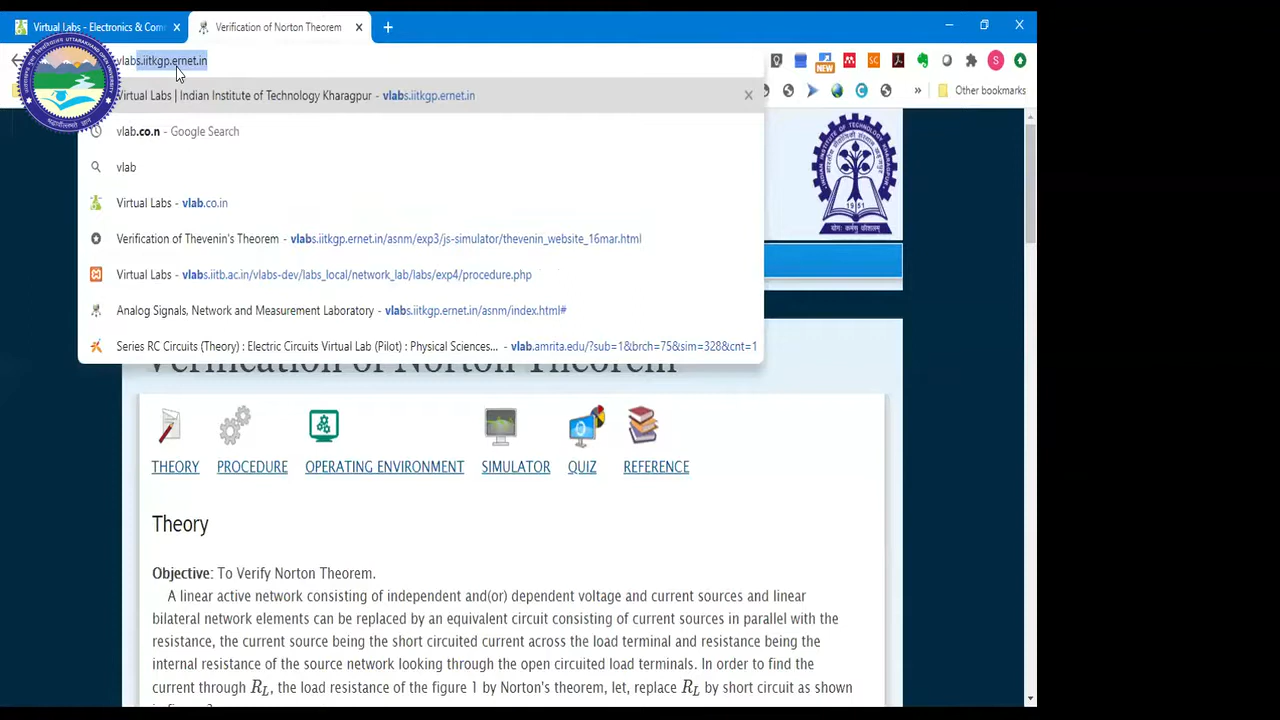 Virtual Labs - Electronics & Com
Verification of Norton Theorem
vlabs.iitkgp.ernet.in
NEW
SC
S
Virtual Labs | Indian Institute of Technology Kharagpur - vlabs.iitkgp.ernet.in
Other bookmarks
vlab.co.n - Google Search
vlab
Virtual Labs - vlab.co.in
1951
Verification of Thevenin's Theorem - vlabs.iitkgp.ernet.in/asnm/exp3/js-simulator/thevenin_website_16mar.html
Virtual Labs - vlabs.iitb.ac.in/vlabs-dev/labs_local/network_lab/labs/exp4/procedure.php
Analog Signals, Network and Measurement Laboratory - vlabs.iitkgp.ernet.in/asnm/index.html#
Series RC Circuits (Theory) : Electric Circuits Virtual Lab (Pilot) : Physical Sciences... - vlab.amrita.edu/?sub=1&brch=75&sim=328&cnt=1
Verification of Norton Theorem
THEORY PROCEDURE OPERATING ENVIRONMENT SIMULATOR QUIZ REFERENCE
Theory
Objective: To Verify Norton Theorem.
A linear active network consisting of independent and(or) dependent voltage and current sources and linear
bilateral network elements can be replaced by an equivalent circuit consisting of current sources in parallel with the
resistance, the current source being the short circuited current across the load terminal and resistance being the
internal resistance of the source network looking through the open circuited load terminals. In order to find the
current through R_L, the load resistance of the figure 1 by Norton's theorem, let, replace R_L by short circuit as shown